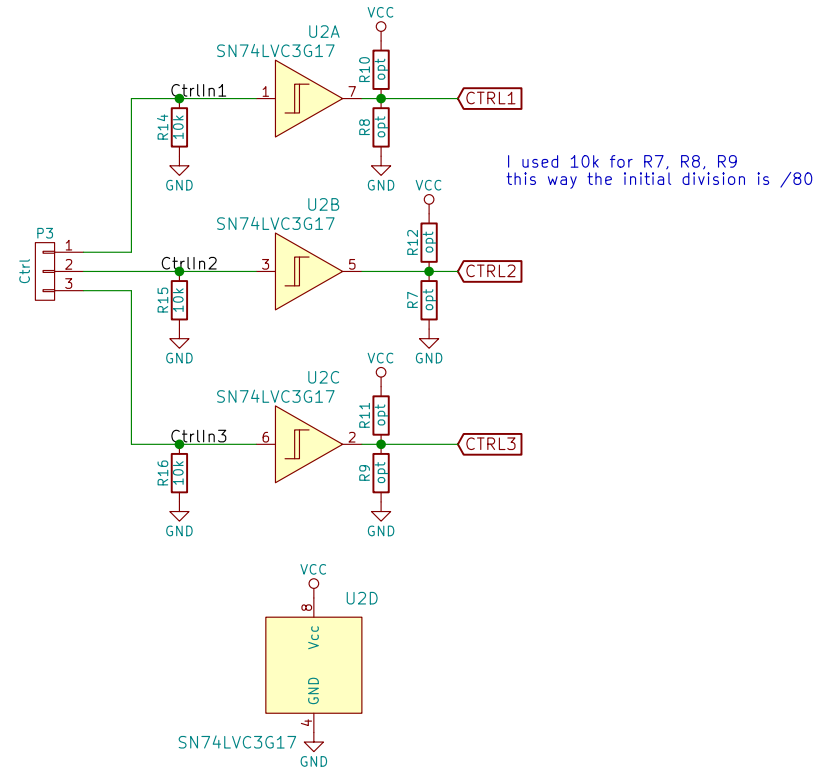 VCC
U2A
SN74LVC3G17
R10
opt
CtrlIn1
1
7
CTRL1
R14
10k
R8
opt
GND
GND
I used 10k for R7, R8, R9
this way the initial division is /80
VCC
U2B
SN74LVC3G17
R12
opt
P3
Ctrl
1
2
3
CtrlIn2
3
5
CTRL2
R15
10k
R7
opt
GND
GND
VCC
U2C
SN74LVC3G17
R11
opt
CtrlIn3
6
2
CTRL3
R16
10k
R9
opt
GND
GND
VCC
U2D
8
Vcc
GND
4
SN74LVC3G17
GND